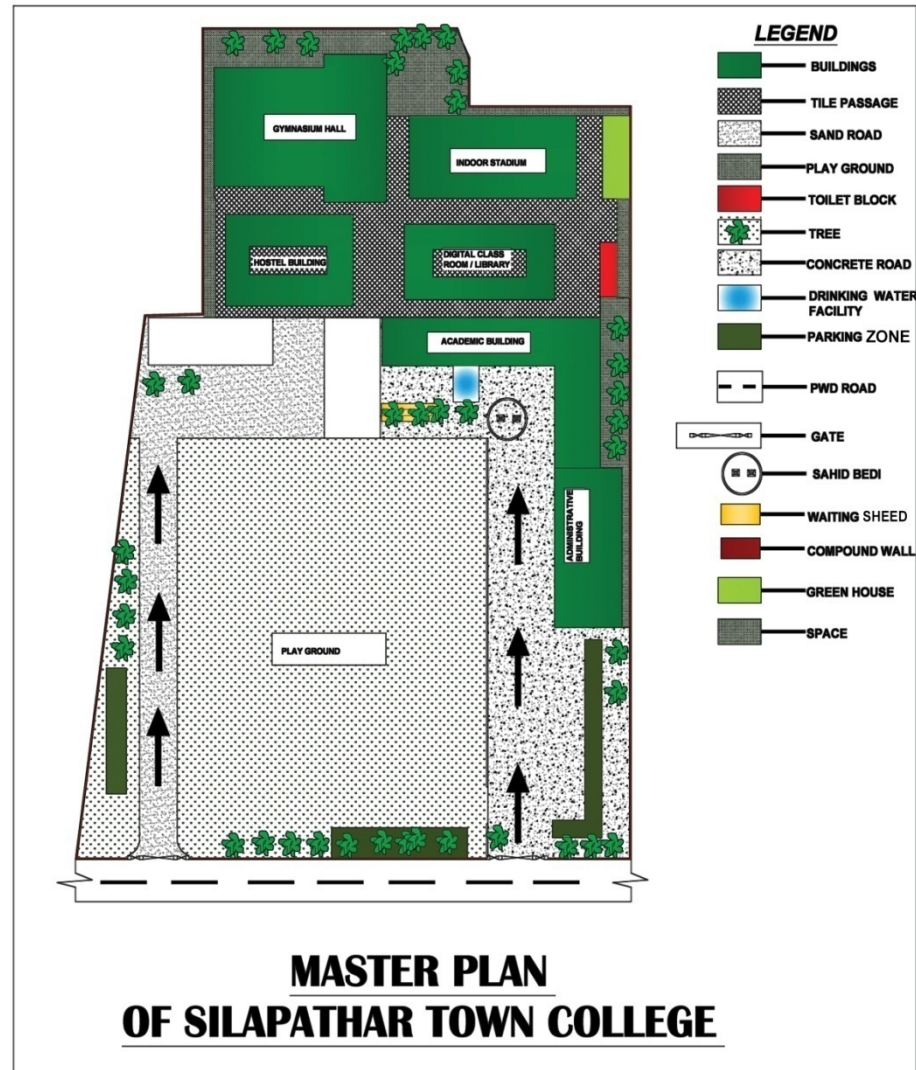 LEGEND
BUILDINGS
TILE PASSAGE
SAND ROAD
PLAY GROUND
TOILET BLOCK
TREE
CONCRETE ROAD
DRINKING WATER
FACILITY
PARKING ZONE
PWD ROAD
GATE
SAHID BEDI
WAITING SHEED
COMPOUND WALL
GREEN HOUSE
SPACE
GYMNASIUM HALL
INDOOR STADIUM
HOSTEL BUILDING
DIGITAL CLASS
ROOM / LIBRARY
ACADEMIC BUILDING
ADMINISTRATIVE
BUILDING
PLAY GROUND
MASTER PLAN
OF SILAPATHAR TOWN COLLEGE